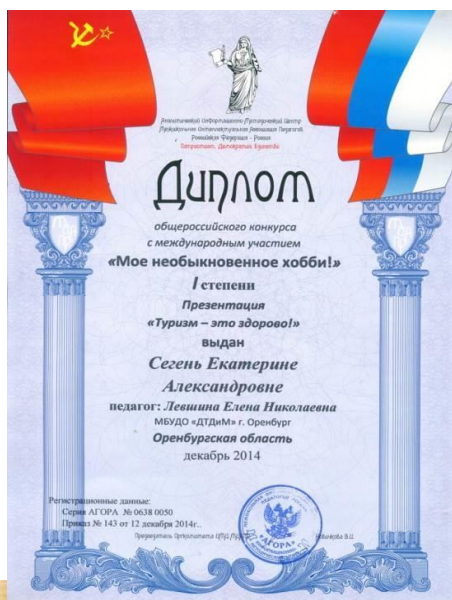 Диплом
общероссийского конкурса
с международным участием
«Мое необыкновенное хобби!»
I степени
Презентация
«Туризм – это здорово!»
выдан
Сегень Екатерине
Александровне
педагог: Левшина Елена Николаевна
МБУДО «ДТДиМ» г. Оренбург
Оренбургская область
декабрь 2014
Регистрационные данные:
Серия АГОРА № 0638 0050
Приказ № 143 от 12 декабря 2014г..
«АГОРА»